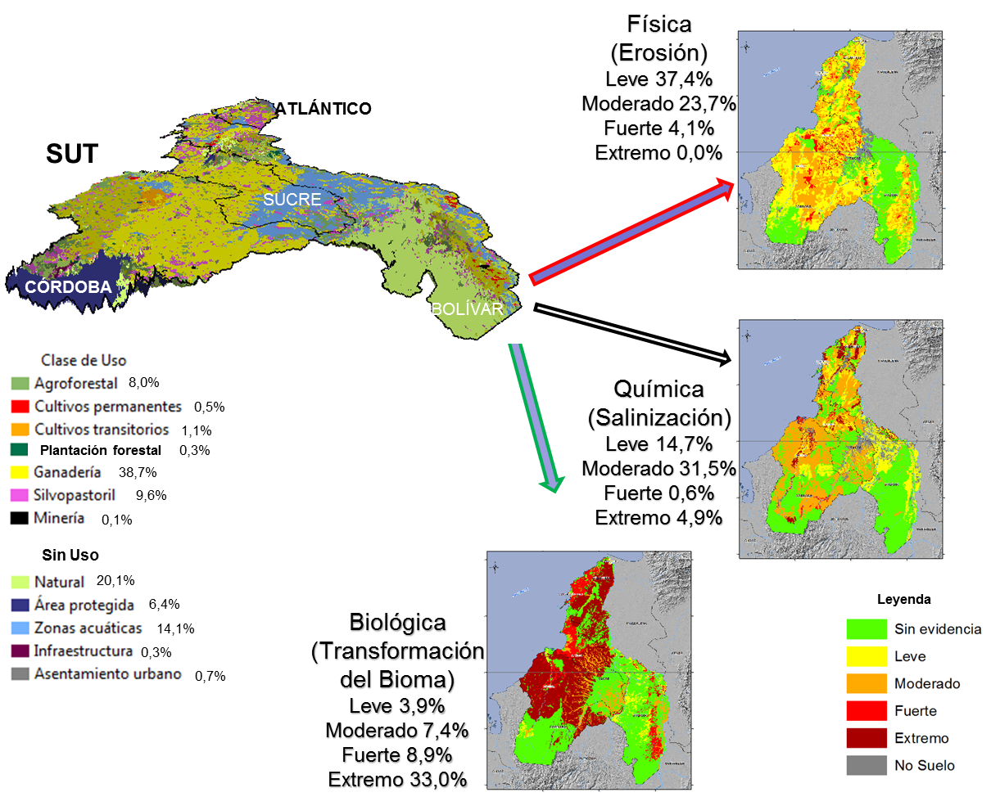 Física
(Erosión)
Leve 37,4%
Moderado 23,7%
Fuerte 4,1%
Extremo 0,0%
ATLÁNTICO
SUT
SUCRE
CÓRDOBA
BOLÍVAR
Clase de Uso
Agroforestal 8,0%
Cultivos permanentes 0,5%
Cultivos transitorios 1,1%
Plantación forestal 0,3%
Ganadería 38,7%
Silvopastoril 9,6%
Minería 0,1%
Sin Uso
Natural 20,1%
Área protegida 6,4%
Zonas acuáticas 14,1%
Infraestructura 0,3%
Asentamiento urbano 0,7%
Química
(Salinización)
Leve 14,7%
Moderado 31,5%
Fuerte 0,6%
Extremo 4,9%
Biológica
(Transformación
del Bioma)
Leve 3,9%
Moderado 7,4%
Fuerte 8,9%
Extremo 33,0%
Leyenda
Sin evidencia
Leve
Moderado
Fuerte
Extremo
No Suelo